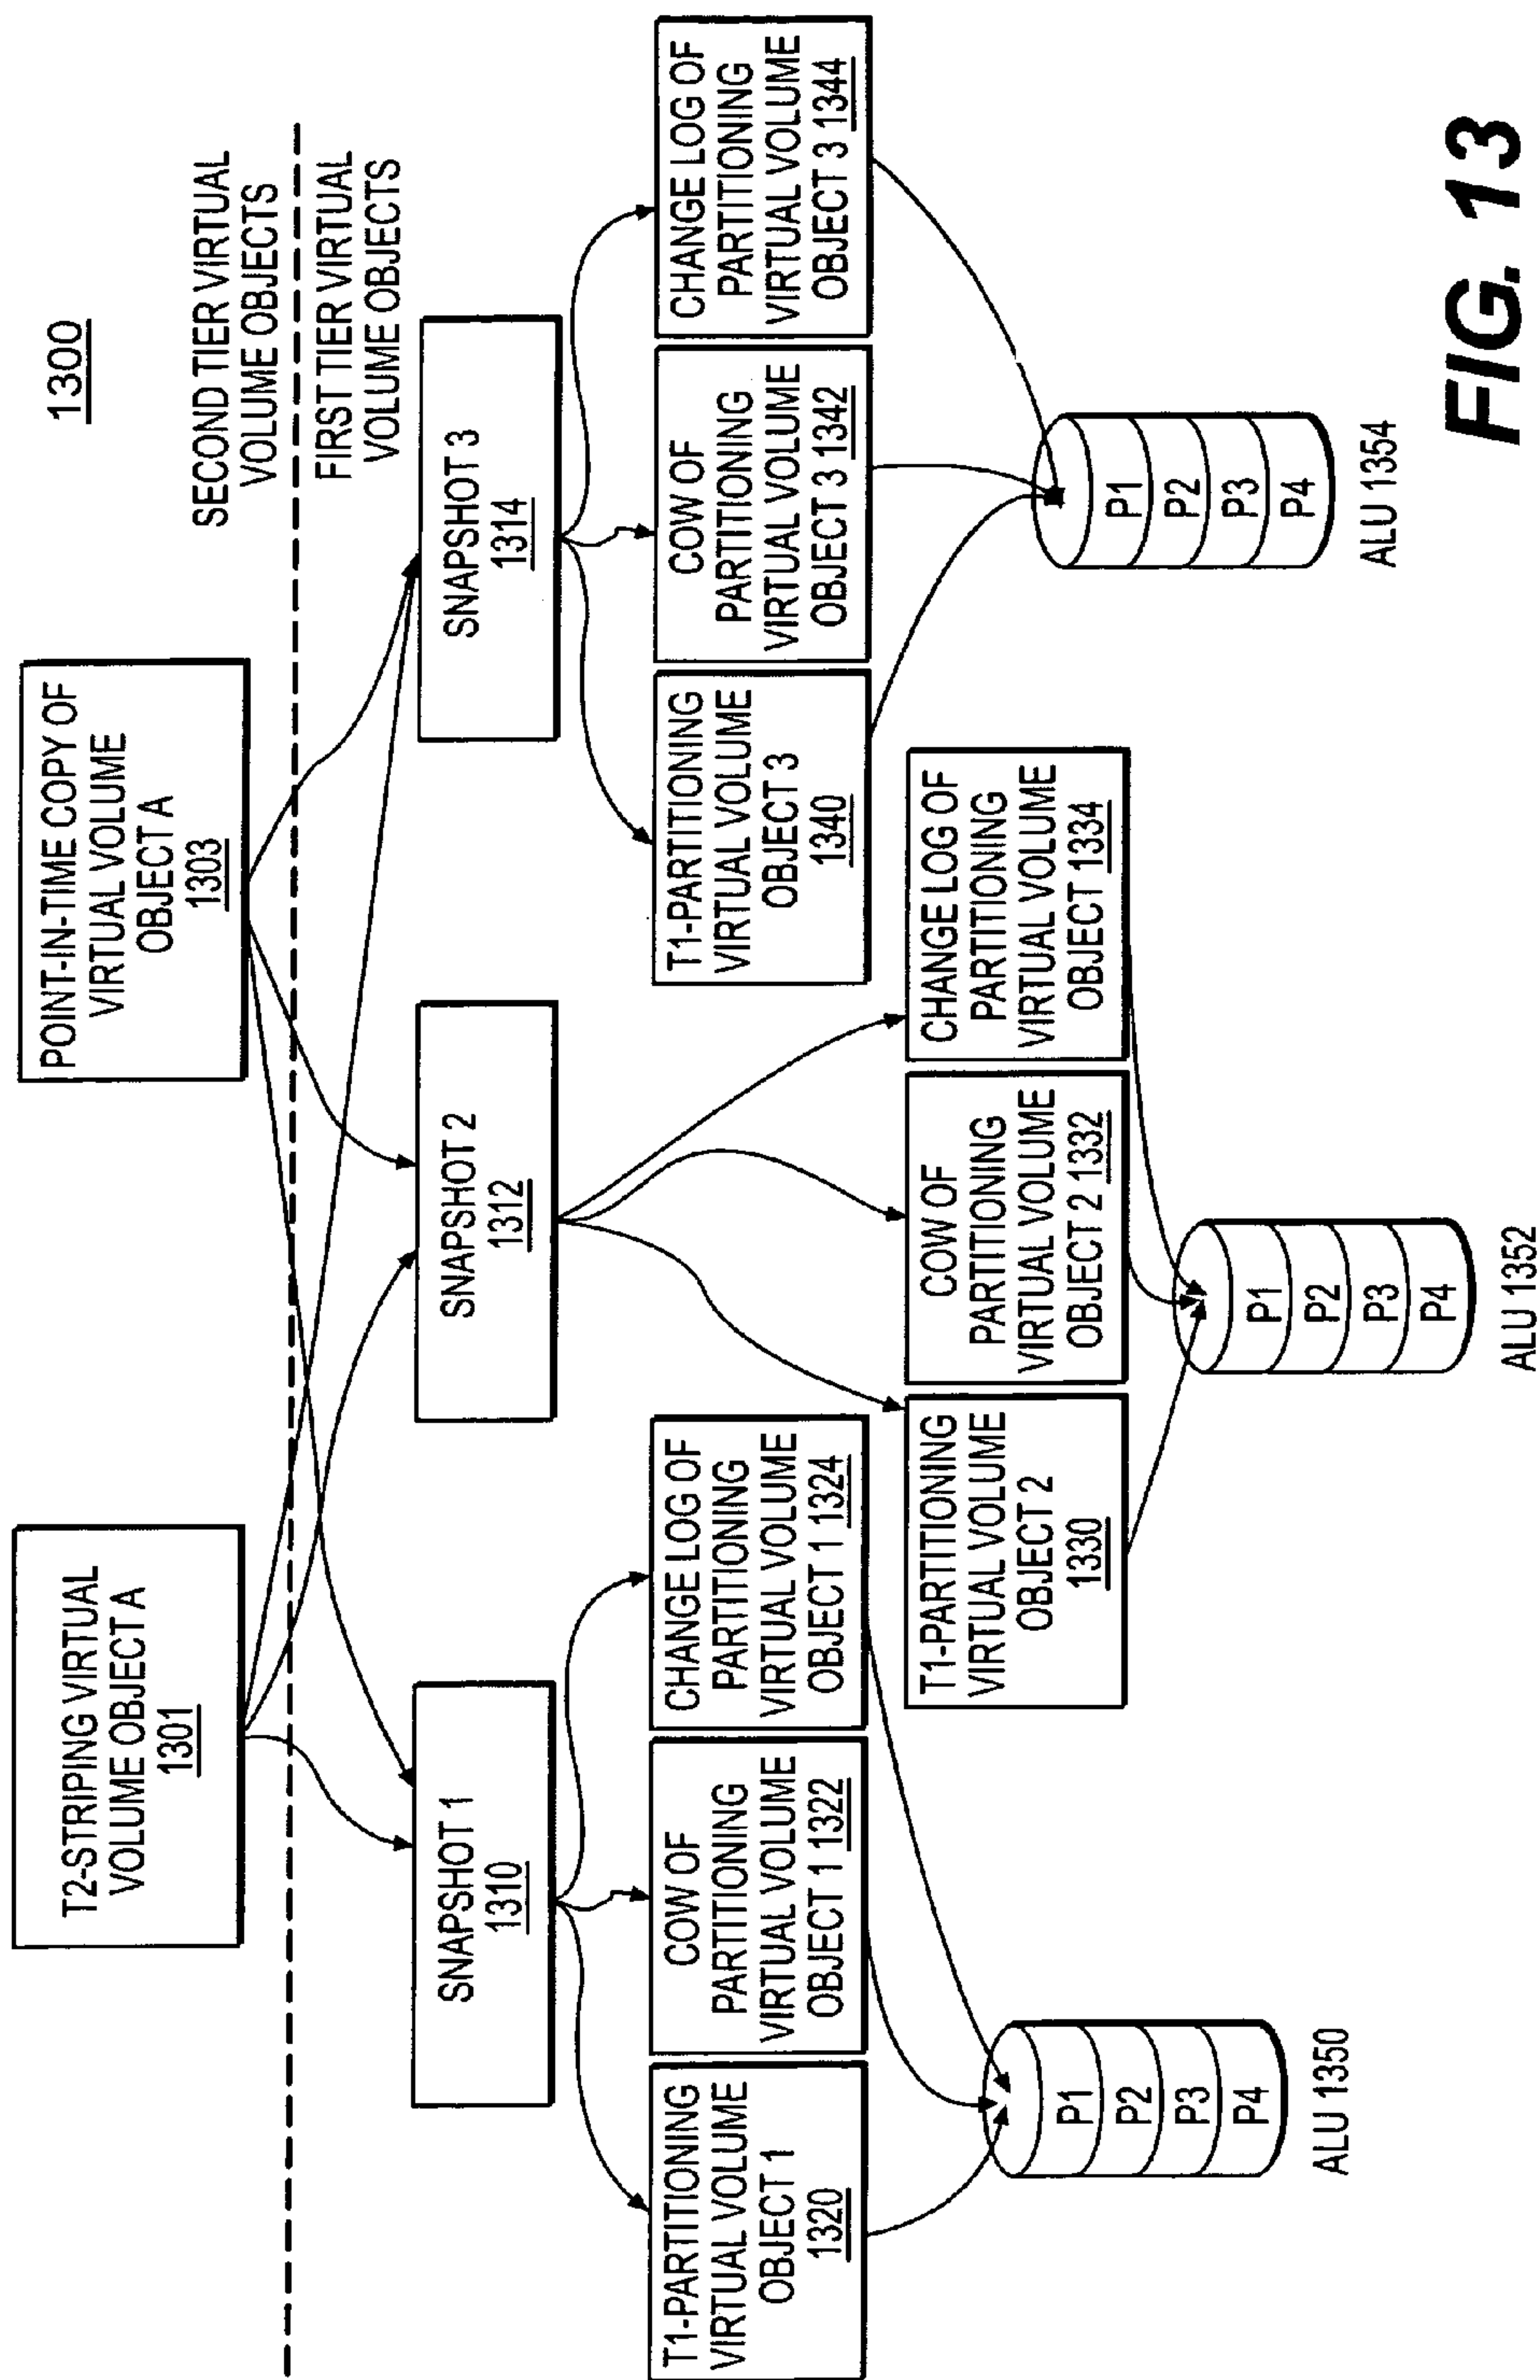 1300
T2-STRIPING VIRTUAL
VOLUME OBJECT A
1301
POINT-IN-TIME COPY OF
VIRTUAL VOLUME
OBJECT A
1303
SECOND TIER VIRTUAL
VOLUME OBJECTS
FIRST TIER VIRTUAL
VOLUME OBJECTS
SNAPSHOT 1
1310
SNAPSHOT 2
1312
SNAPSHOT 3
1314
T1-PARTITIONING
VIRTUAL VOLUME
OBJECT 1
1320
COW OF
PARTITIONING
VIRTUAL VOLUME
OBJECT 1 1322
CHANGE LOG OF
PARTITIONING
VIRTUAL VOLUME
OBJECT 1 1324
T1-PARTITIONING
VIRTUAL VOLUME
OBJECT 2
1330
COW OF
PARTITIONING
VIRTUAL VOLUME
OBJECT 2 1332
CHANGE LOG OF
PARTITIONING
VIRTUAL VOLUME
OBJECT 1334
T1-PARTITIONING
VIRTUAL VOLUME
OBJECT 3
1340
COW OF
PARTITIONING
VIRTUAL VOLUME
OBJECT 3 1342
CHANGE LOG OF
PARTITIONING
VIRTUAL VOLUME
OBJECT 3 1344
P1
P2
P3
P4
ALU 1350
P1
P2
P3
P4
ALU 1352
P1
P2
P3
P4
ALU 1354
FIG. 13